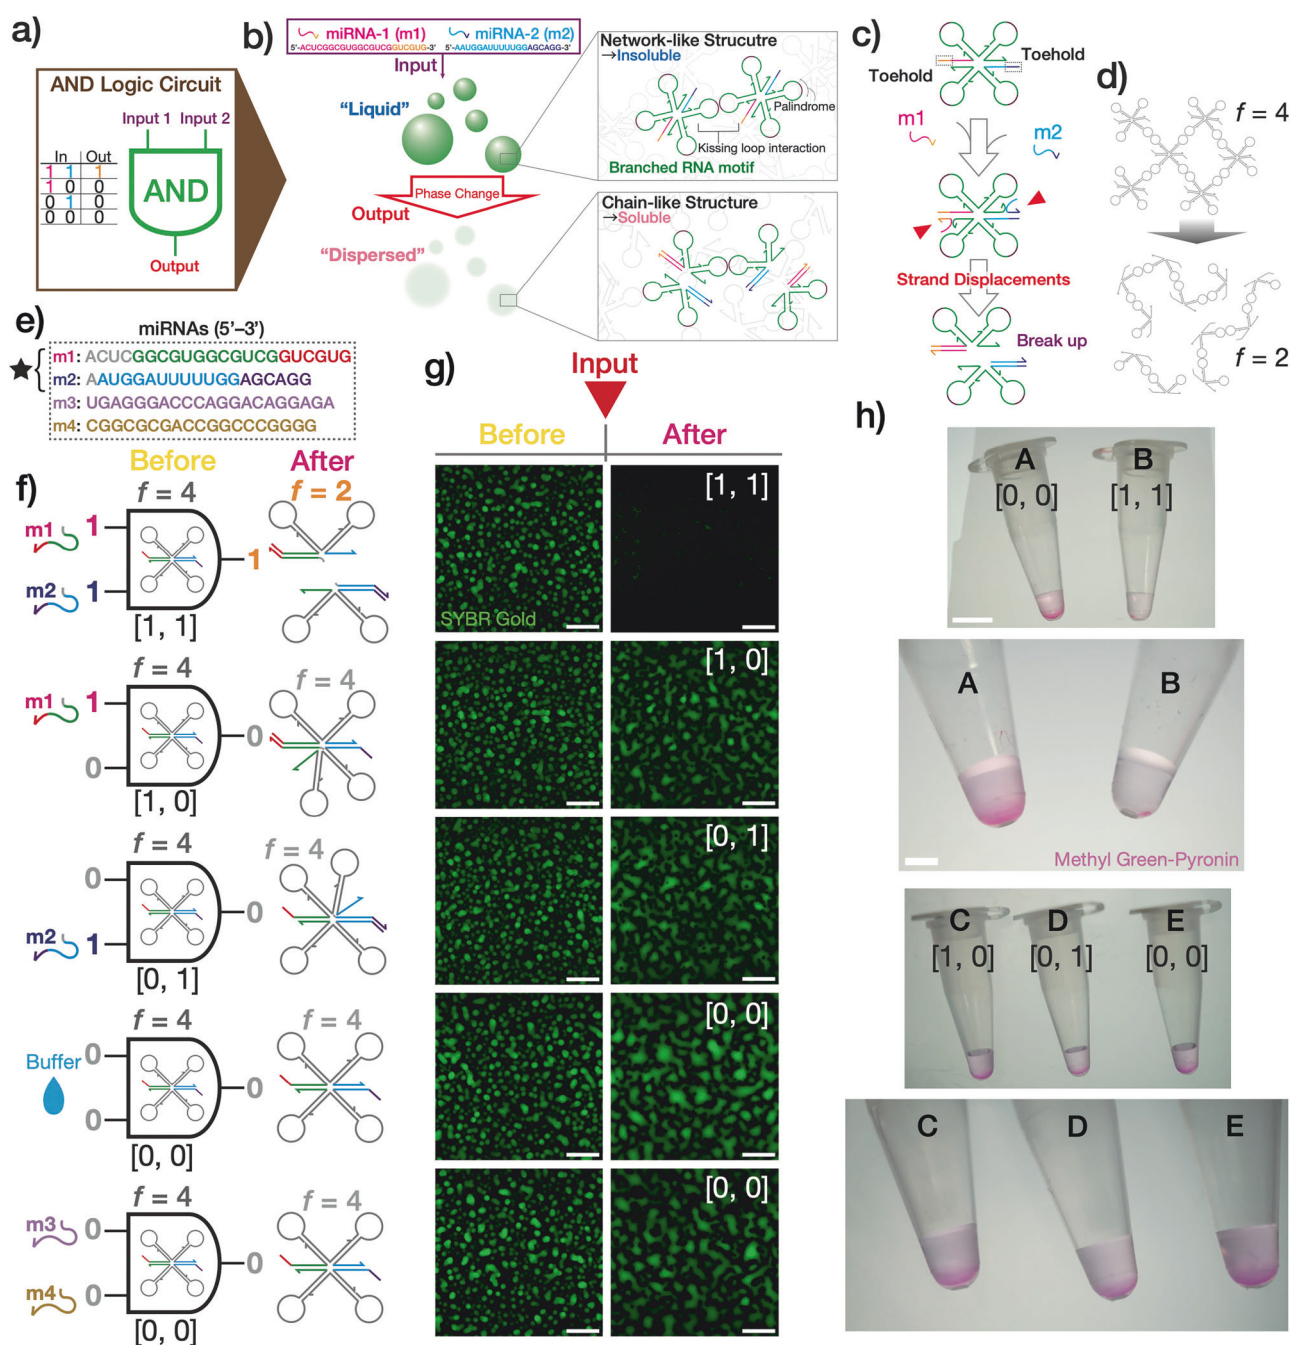 a)
AND Logic Circuit
Input 1 Input 2
In Out
1 1 1
1 0 0
0 1 0
0 0 0
AND
Output
b)
miRNA-1 (m1) miRNA-2 (m2)
5'-ACUCGGCGUGGCGUCGGUCGUG-3' 5'-AAUGGAUUUUUGGAGCAGG-3'
Input
"Liquid"
Phase Change
Output
"Dispersed"
Network-like Strucutre
→Insoluble
Palindrome
Kissing loop interaction
Branched RNA motif
Chain-like Structure
→Soluble
c)
Toehold
Toehold
m1
m2
Strand Displacements
Break up
d)
f = 4
f = 2
e)
miRNAs (5'–3')
★
m1: ACUCGGCGUGGCGUCGGUCGUG
m2: AAUGGAUUUUUGGAGCAGG
m3: UGAGGGACCCAGGACAGGAGA
m4: CGGCGCGACCGGCCCGGGG
f)
Before After
f = 4 f = 2
m1 1
1
m2 1
[1, 1]
f = 4
f = 4
m1 1
0
0
[1, 0]
f = 4
f = 4
0
0
m2 1
[0, 1]
f = 4
f = 4
Buffer 0
0
0
[0, 0]
f = 4
f = 4
m3 0
0
m4 0
[0, 0]
g)
Input
Before After
[1, 1]
SYBR Gold
[1, 0]
[0, 1]
[0, 0]
[0, 0]
h)
A B
[0, 0] [1, 1]
A B
Methyl Green-Pyronin
C D E
[1, 0] [0, 1] [0, 0]
C D E